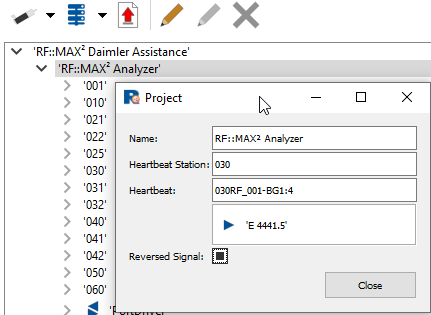 'RF::MAX² Daimler Assistance'
'RF::MAX² Analyzer'
'001'
'010'
'021'
'022'
'025'
'030'
'031'
'032'
'040'
'041'
'042'
'050'
'060'
'PortDriver'
Project
Name: RF::MAX² Analyzer
Heartbeat Station: 030
Heartbeat: 030RF_001-BG1:4
'E 4441.5'
Reversed Signal:
Close